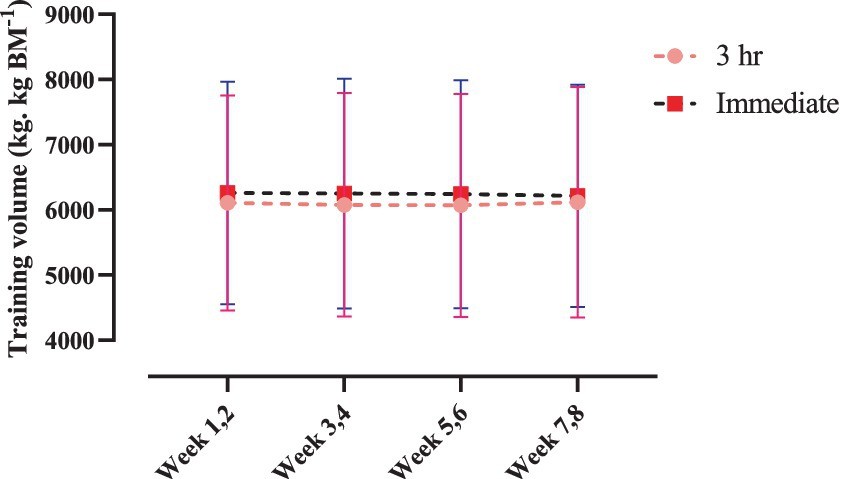 Training volume (kg. kg BM⁻¹)
9000
8000
7000
6000
5000
4000
Week 1,2
Week 3,4
Week 5,6
Week 7,8
3 hr
Immediate